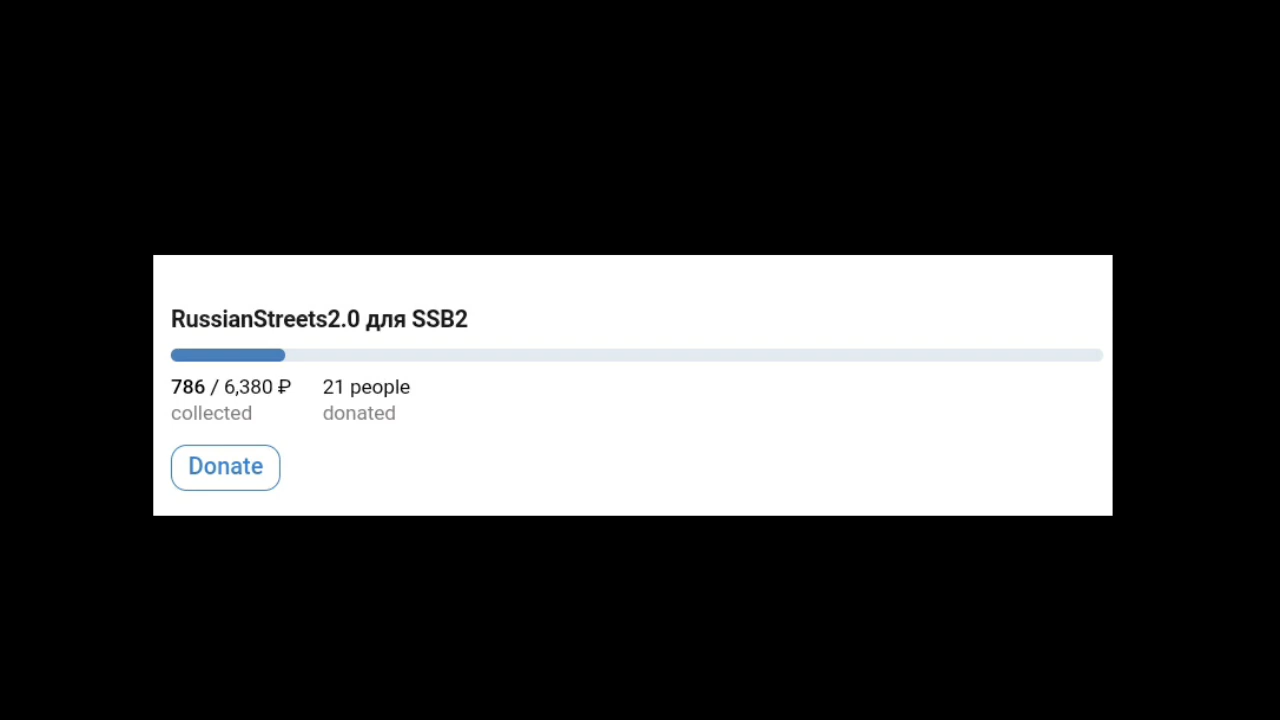 RussianStreets2.0 для SSB2
786 / 6,380 ₽ 21 people
collected donated
Donate